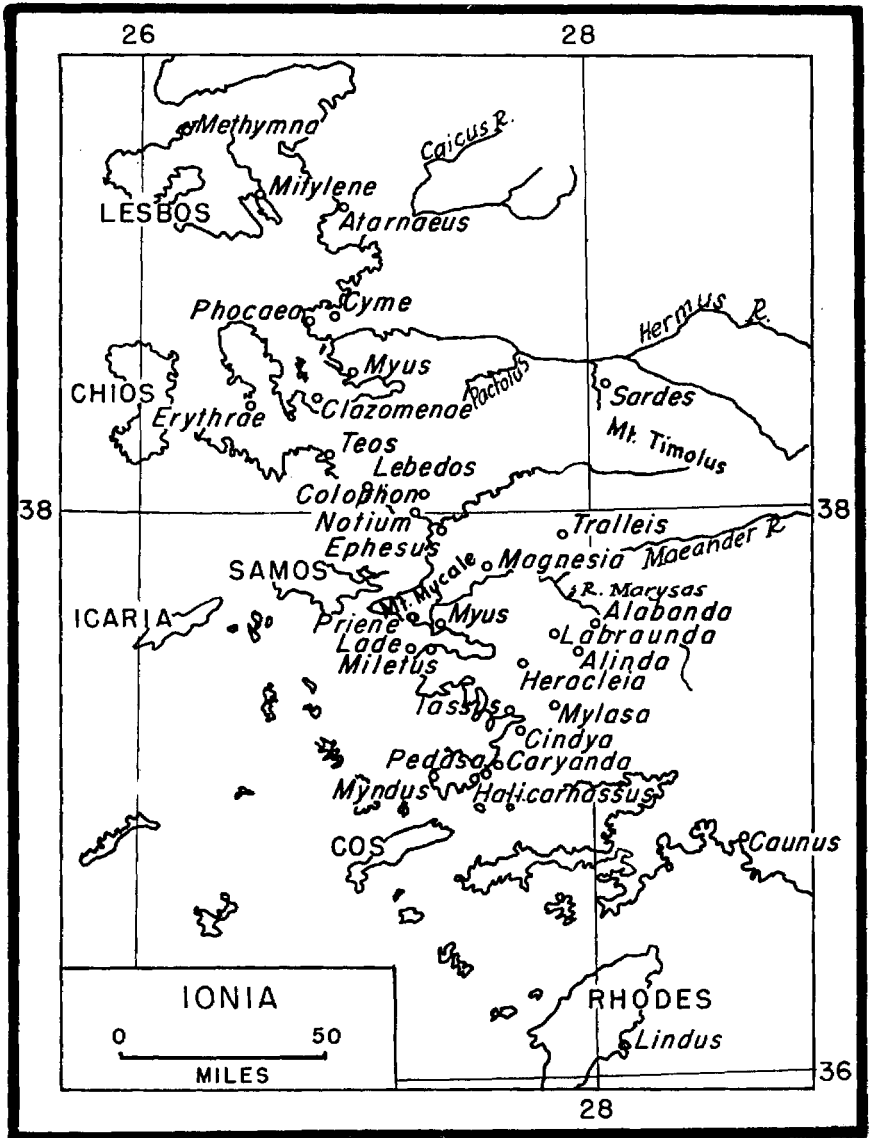 26 28
Methymna
Caicus R.
Mitylene
LESBOS
Atarnaeus
Cyme
Phocaea
Hermus R.
Myus
Pactolus
CHIOS
Sardes
Clazomenae
Erythrae
Mt. Timolus
Teos
Lebedos
Colophon
38 38
Notium
Tralleis
Ephesus
Maeander R
Magnesia
SAMOS
Mt. Mycale
R. Marysas
ICARIA
Alabanda
Priene
Myus
Labraunda
Lade
Alinda
Miletus
Heracleia
Iassus
Mylasa
Cindya
Pedasa
Caryanda
Myndus
Halicarnassus
COS
Caunus
IONIA
RHODES
0 50
Lindus
MILES
36
28